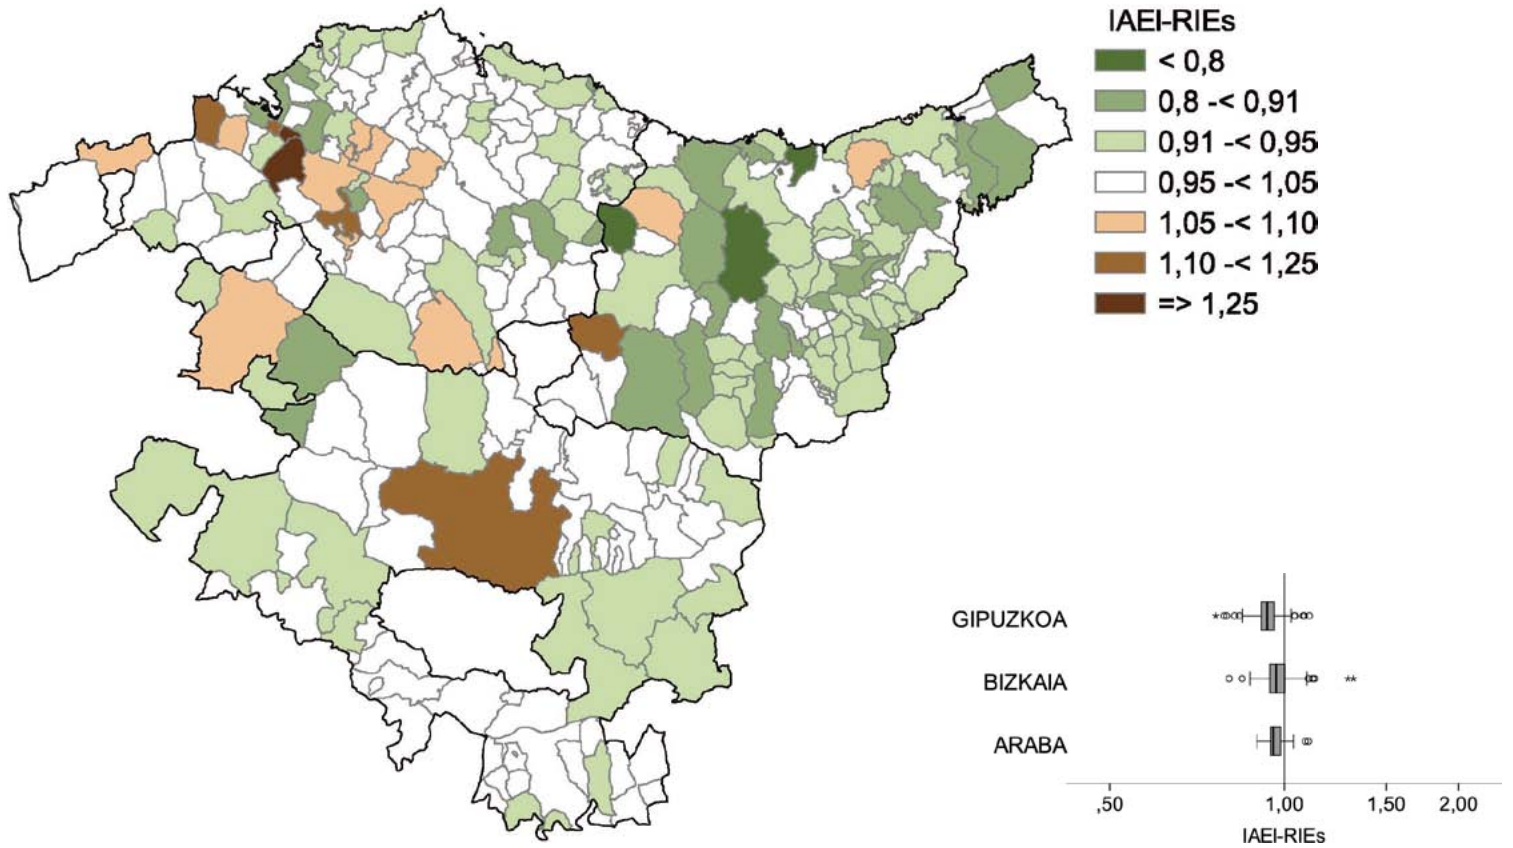 IAEI-RIEs
< 0,8
0,8 -< 0,91
0,91 -< 0,95
0,95 -< 1,05
1,05 -< 1,10
1,10 -< 1,25
=> 1,25
GIPUZKOA
BIZKAIA
ARABA
,50 1,00 1,50 2,00
IAEI-RIEs